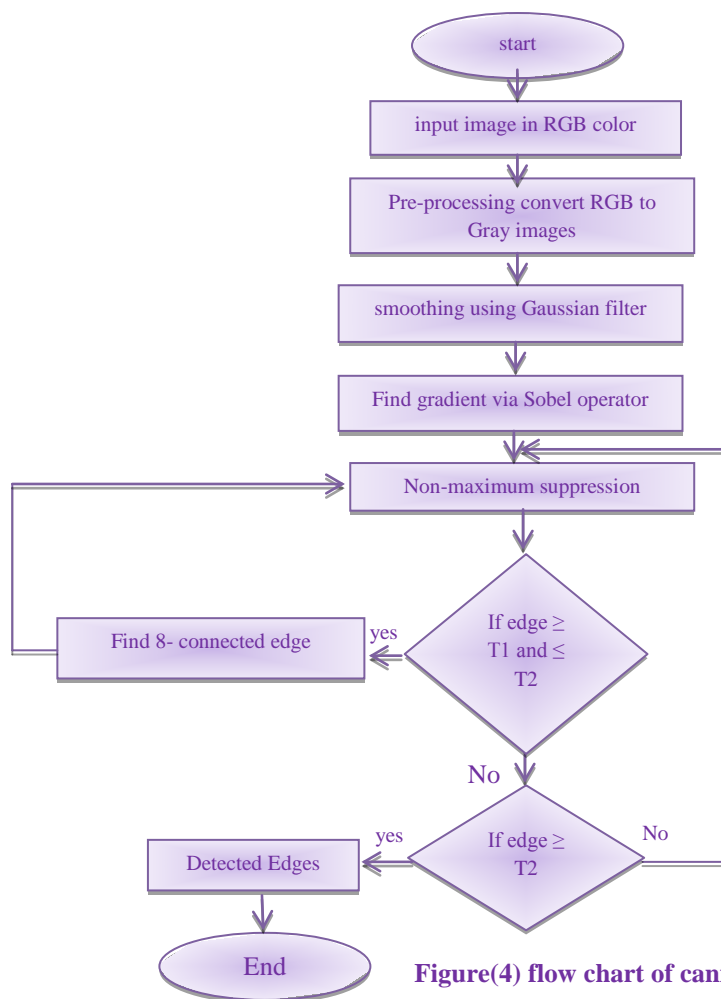 start
input image in RGB color
Pre-processing convert RGB to
Gray images
smoothing using Gaussian filter
Find gradient via Sobel operator
Non-maximum suppression
If edge ≥
T1 and ≤
T2
yes
Find 8- connected edge
No
If edge ≥
T2
yes
No
Detected Edges
End
Figure(4) flow chart of can